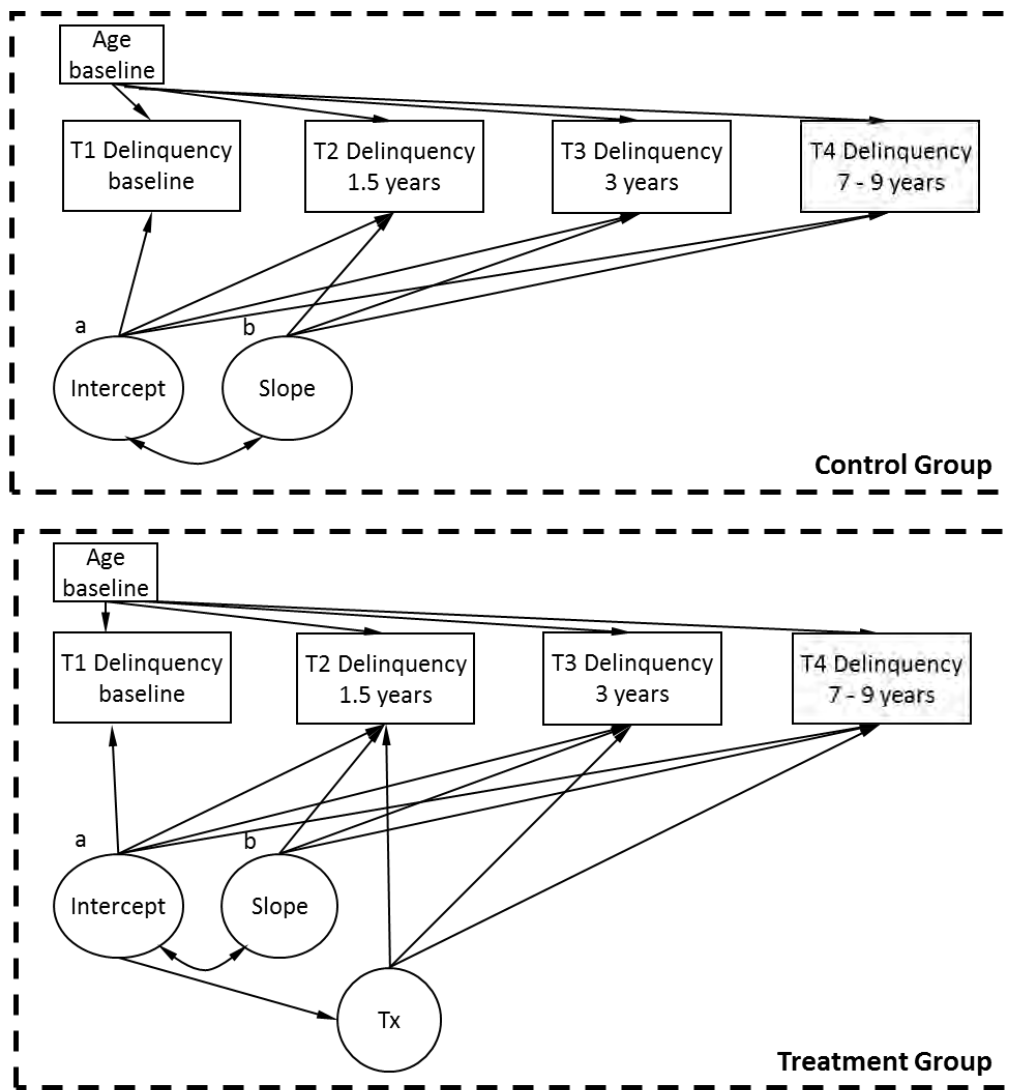 Age
baseline
T1 Delinquency
baseline
T2 Delinquency
1.5 years
T3 Delinquency
3 years
T4 Delinquency
7 - 9 years
a
b
Intercept
Slope
Control Group
Age
baseline
T1 Delinquency
baseline
T2 Delinquency
1.5 years
T3 Delinquency
3 years
T4 Delinquency
7 - 9 years
a
b
Intercept
Slope
Tx
Treatment Group